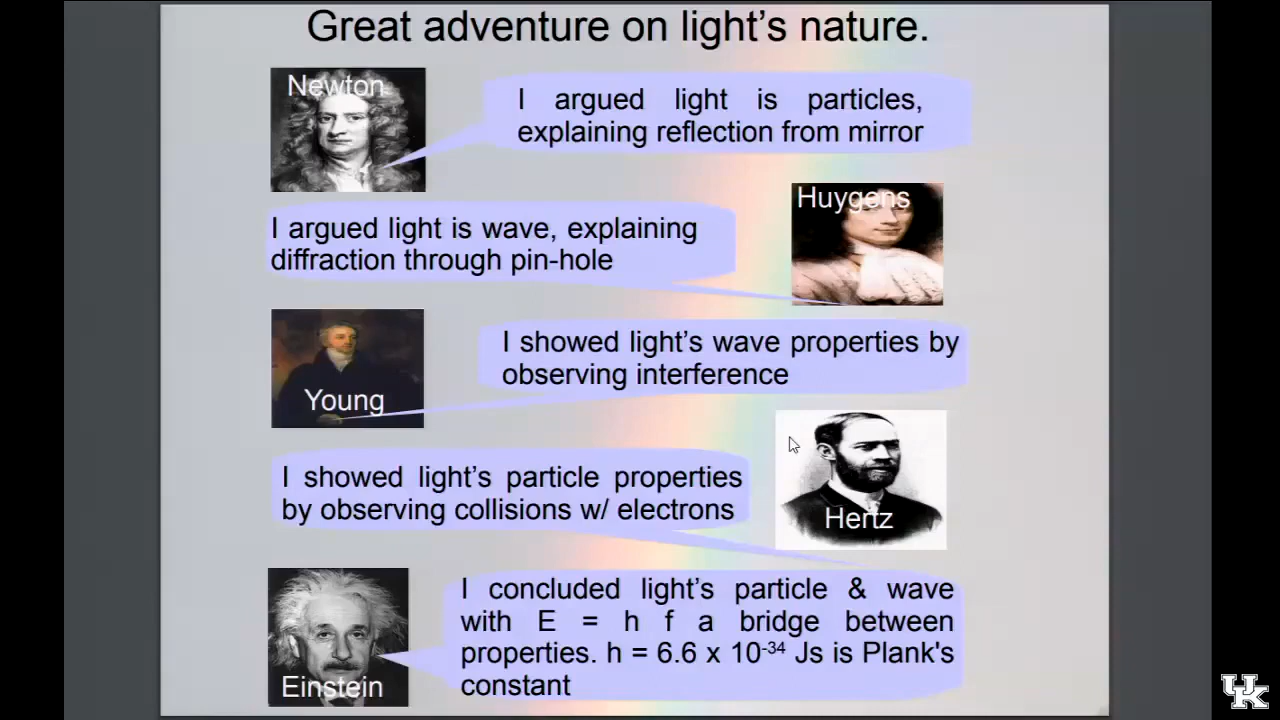 Great adventure on light's nature.
Newton
I argued light is particles,
explaining reflection from mirror
Huygens
I argued light is wave, explaining
diffraction through pin-hole
I showed light's wave properties by
observing interference
Young
I showed light's particle properties
by observing collisions w/ electrons
Hertz
I concluded light's particle & wave
with E = h f a bridge between
properties. h = 6.6 x 10⁻³⁴ Js is Plank's
constant
Einstein
UK